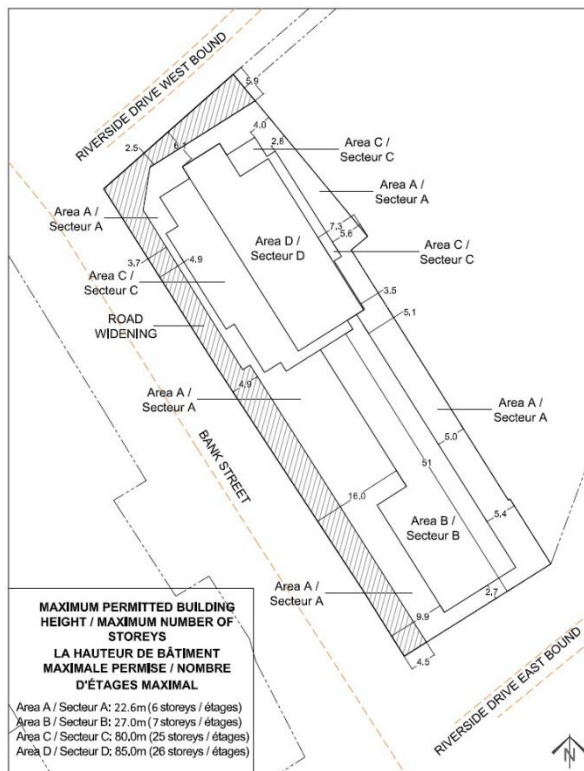 RIVERSIDE DRIVE WEST BOUND
5.9
4.0
2.8
Area C /
Secteur C
2.5
6.1
Area A /
Secteur A
Area A /
Secteur A
Area D /
Secteur D
7.3
5.6
Area C /
Secteur C
3.7
4.9
Area C /
Secteur C
ROAD
WIDENING
3.5
5.1
4.9
Area A /
Secteur A
Area A /
Secteur A
BANK STREET
5.0
51
16.0
Area B /
Secteur B
5.4
Area A /
Secteur A
2.7
9.9
4.5
RIVERSIDE DRIVE EAST BOUND
MAXIMUM PERMITTED BUILDING
HEIGHT / MAXIMUM NUMBER OF
STOREYS
LA HAUTEUR DE BÂTIMENT
MAXIMALE PERMISE / NOMBRE
D'ÉTAGES MAXIMAL
Area A / Secteur A: 22.6m (6 storeys / étages)
Area B / Secteur B: 27.0m (7 storeys / étages)
Area C / Secteur C: 80.0m (25 storeys / étages)
Area D / Secteur D: 85.0m (26 storeys / étages)
N